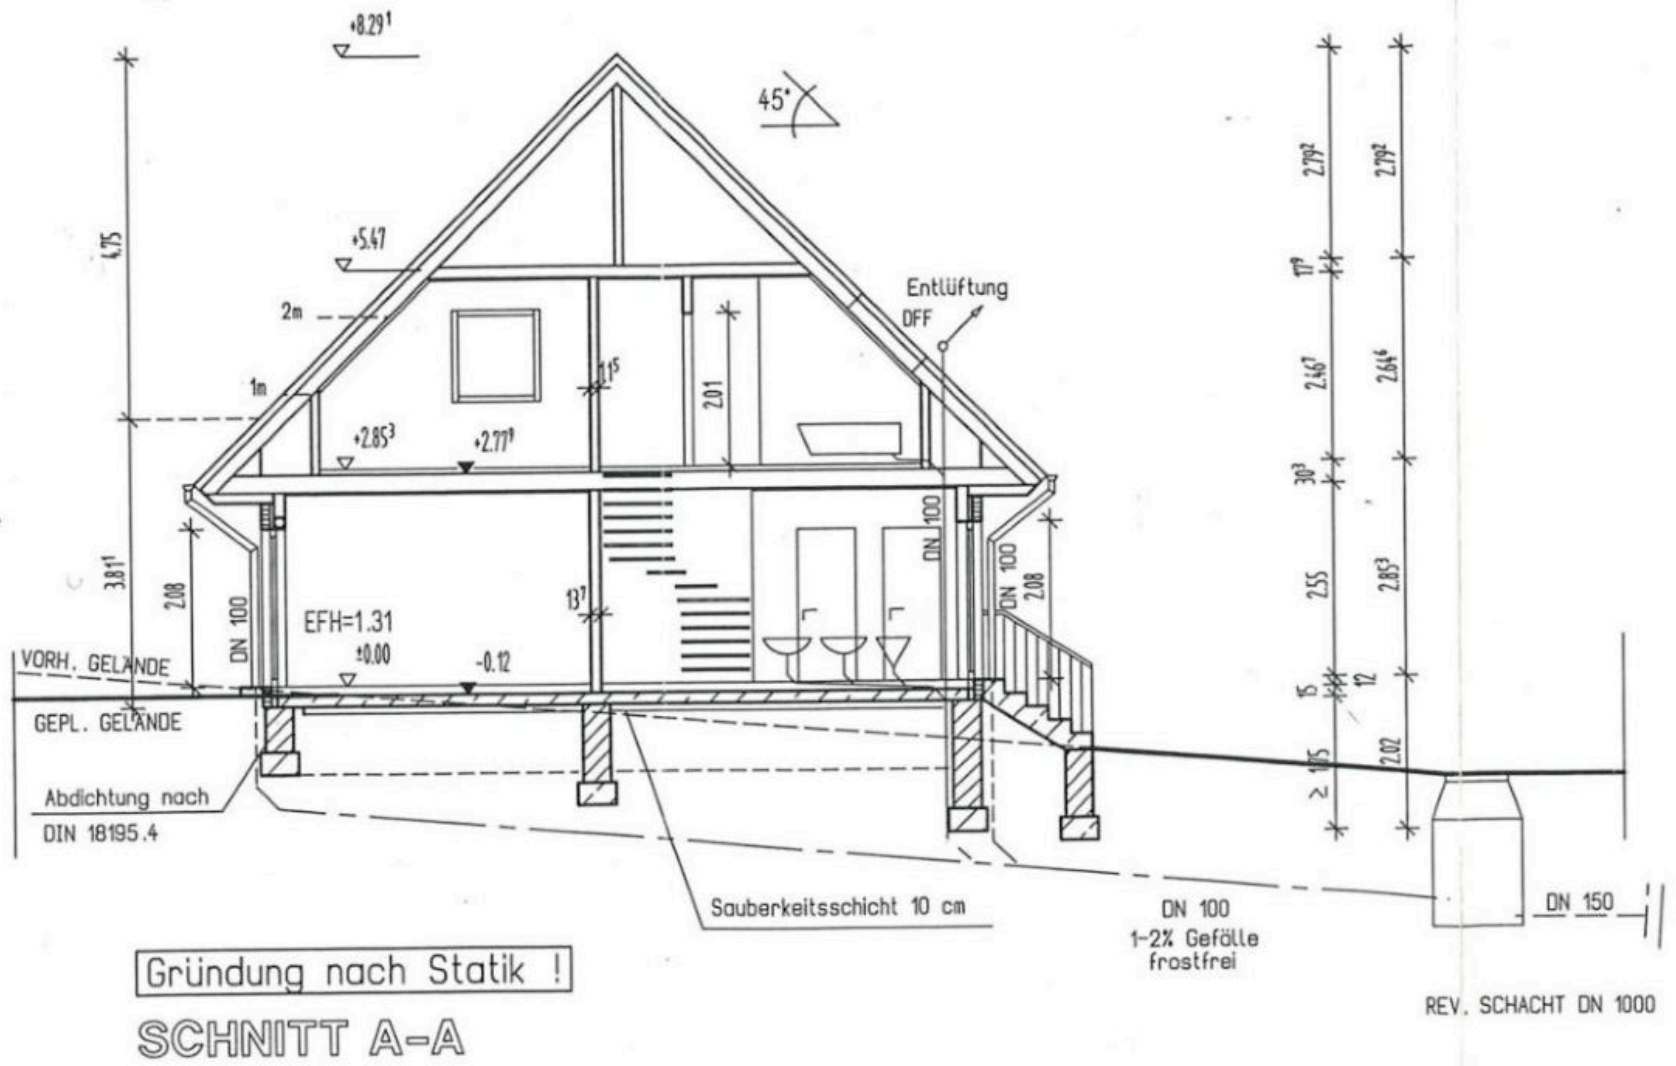 +8.29¹
45°
4.75
+5.47
2m
1m
11⁵
2.01
Entlüftung
DFF
+2.85³
+2.77⁹
2.79²
2.79²
17⁹
2.46⁷
2.64⁶
30³
2.55
2.85³
15
12
≥ 1.75
2.02
3.81¹
2.08
DN 100
EFH=1.31
±0.00
-0.12
13⁷
DN 100
DN 100
2.08
VORH. GELÄNDE
GEPL. GELÄNDE
Abdichtung nach
DIN 18195.4
Sauberkeitsschicht 10 cm
DN 100
1-2% Gefälle
frostfrei
DN 150
REV. SCHACHT DN 1000
Gründung nach Statik !
SCHNITT A-A